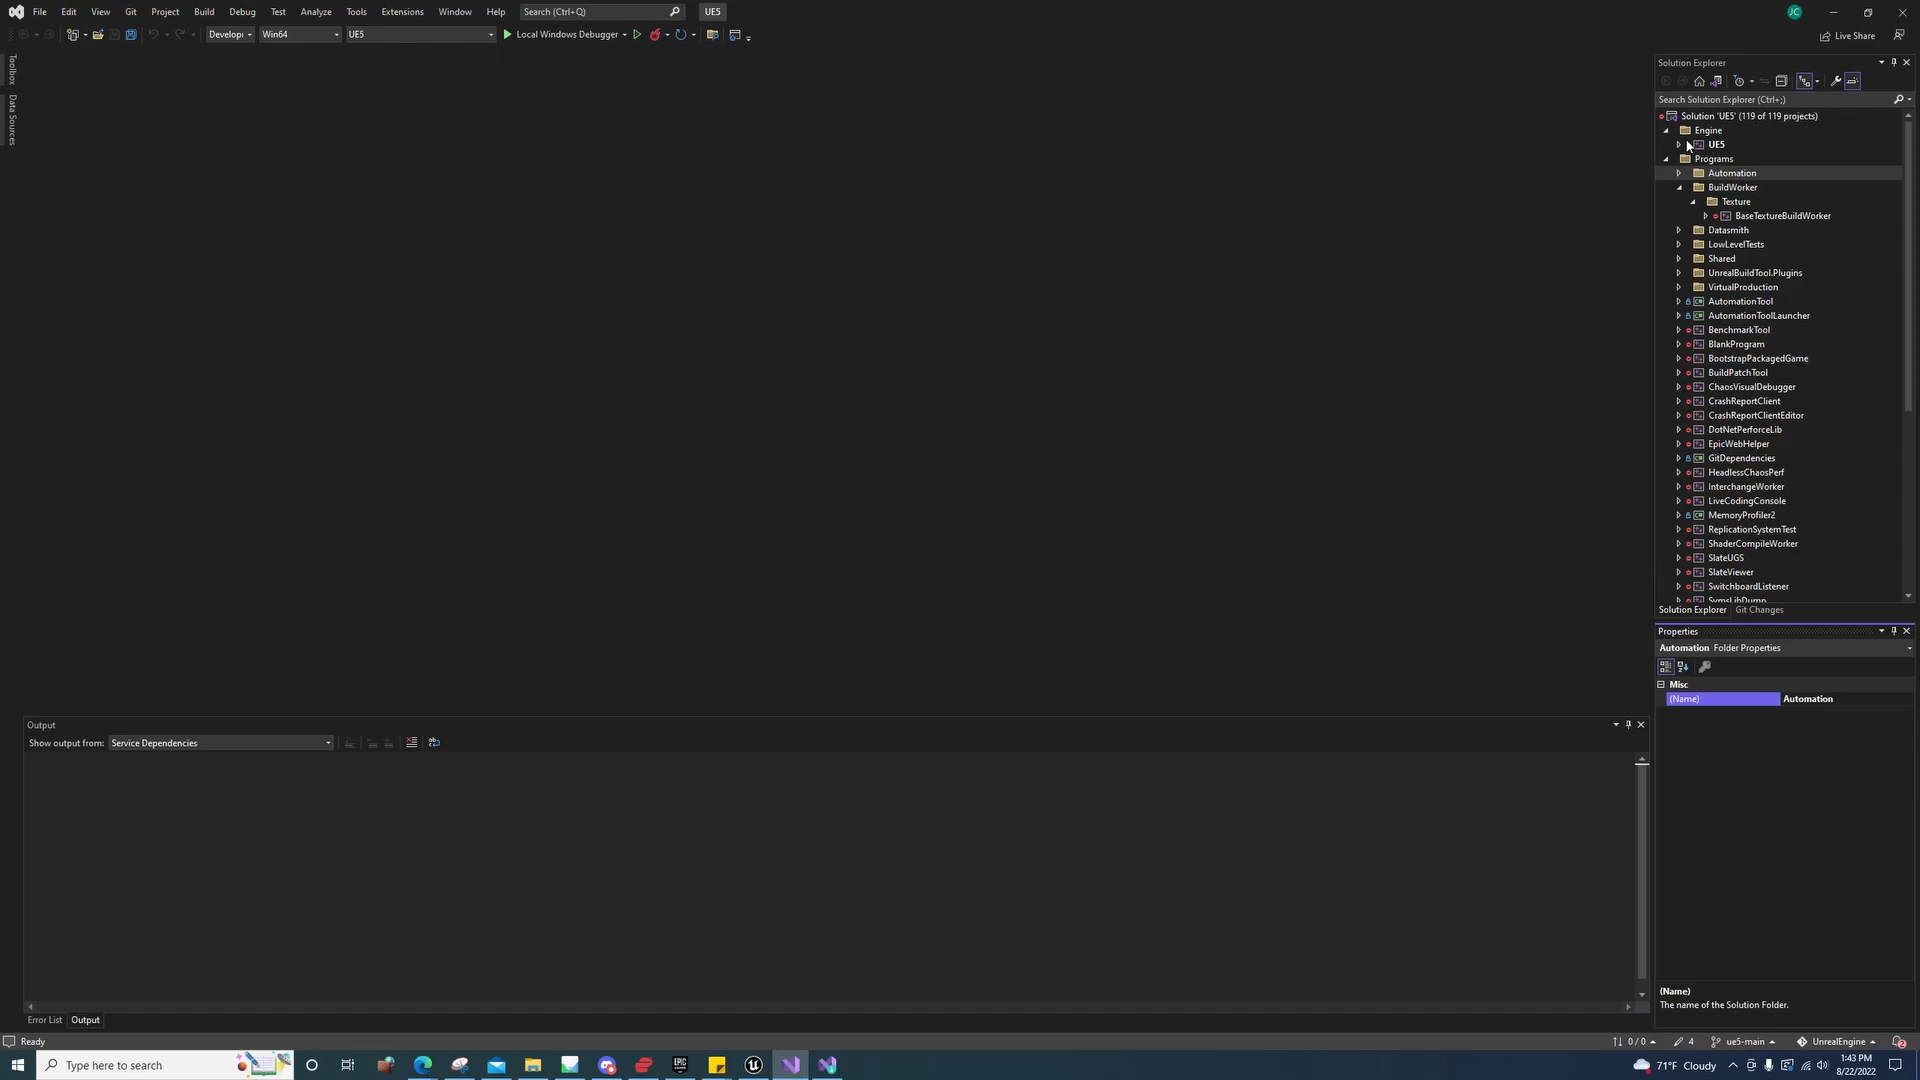 File Edit View Git Project Build Debug Test Analyze Tools Extensions Window Help Search (Ctrl+Q) UE5 JC
Win64 UE5 Local Windows Debugger Live Share
Toolbox
Data Sources
Solution Explorer
Search Solution Explorer (Ctrl+;)
Solution 'UE5' (119 of 119 projects)
Engine
UE5
Programs
Automation
BuildWorker
Texture
BaseTextureBuildWorker
Datasmith
LowLevelTests
Shared
UnrealBuildTool.Plugins
VirtualProduction
AutomationTool
AutomationToolLauncher
BenchmarkTool
BlankProgram
BootstrapPackagedGame
BuildPatchTool
ChaosVisualDebugger
CrashReportClient
CrashReportClientEditor
DotNetPerforceLib
EpicWebHelper
GitDependencies
HeadlessChaosPerf
InterchangeWorker
LiveCodingConsole
MemoryProfiler2
ReplicationSystemTest
ShaderCompileWorker
SlateUGS
SlateViewer
SwitchboardListener
SymsLibDump
Solution Explorer Git Changes
Properties
Automation Folder Properties
Misc
(Name) Automation
(Name)
The name of the Solution Folder.
Output
Show output from: Service Dependencies
Error List Output
Ready 0 / 0 4 ue5-main UnrealEngine
Type here to search 71°F Cloudy 1:43 PM
8/22/2022